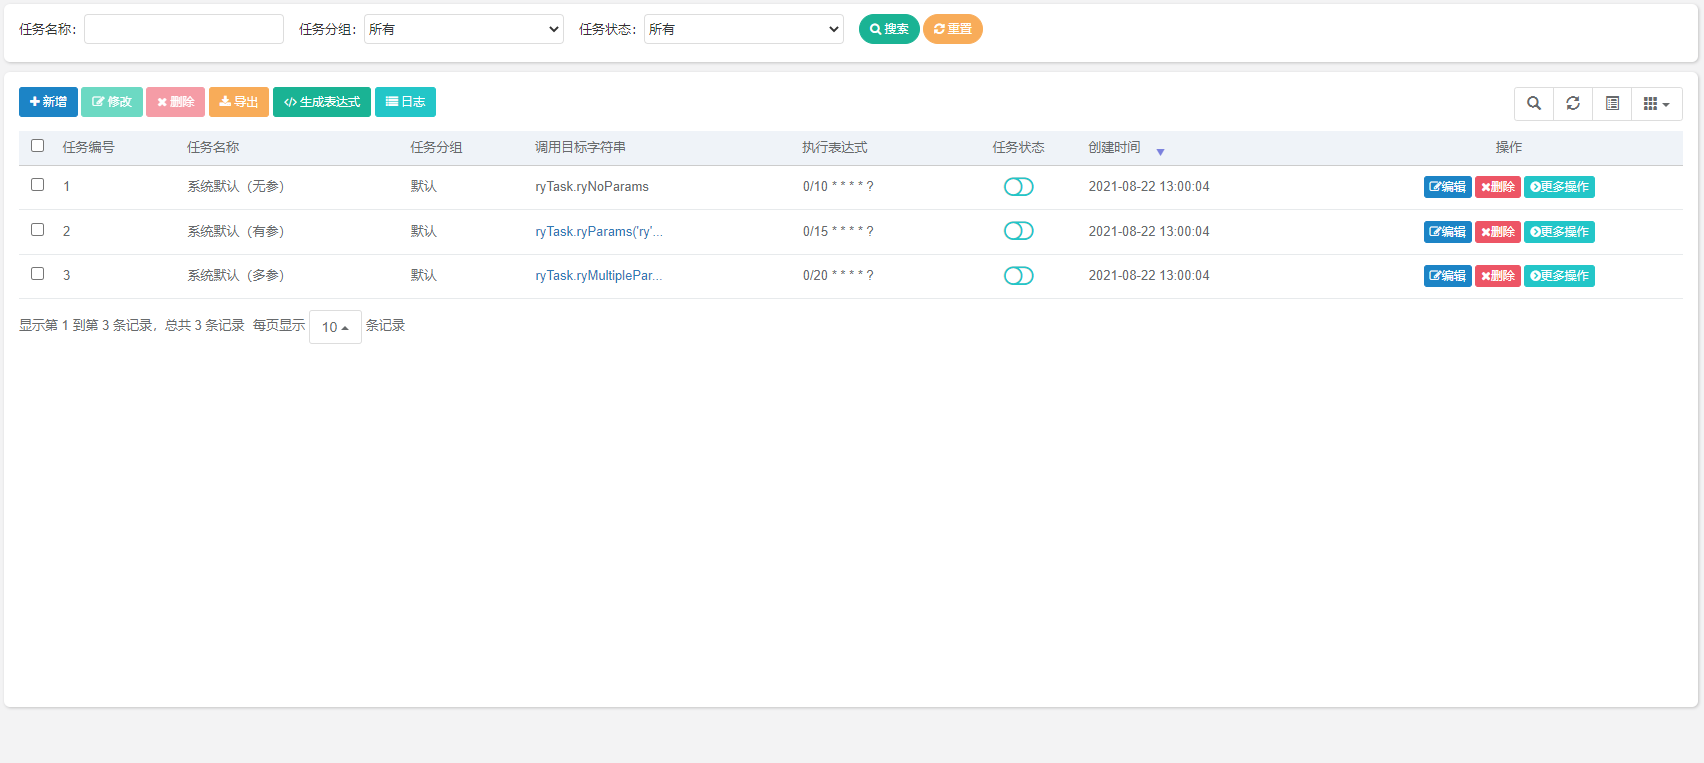 任务名称： 任务分组： 所有 任务状态： 所有 搜索 重置
新增 修改 删除 导出 生成表达式 日志
任务编号 任务名称 任务分组 调用目标字符串 执行表达式 任务状态 创建时间 操作
1 系统默认（无参） 默认 ryTask.ryNoParams 0/10 * * * * ? 2021-08-22 13:00:04 编辑 删除 更多操作
2 系统默认（有参） 默认 ryTask.ryParams('ry'... 0/15 * * * * ? 2021-08-22 13:00:04 编辑 删除 更多操作
3 系统默认（多参） 默认 ryTask.ryMultiplePar... 0/20 * * * * ? 2021-08-22 13:00:04 编辑 删除 更多操作
显示第 1 到第 3 条记录，总共 3 条记录 每页显示 10 条记录